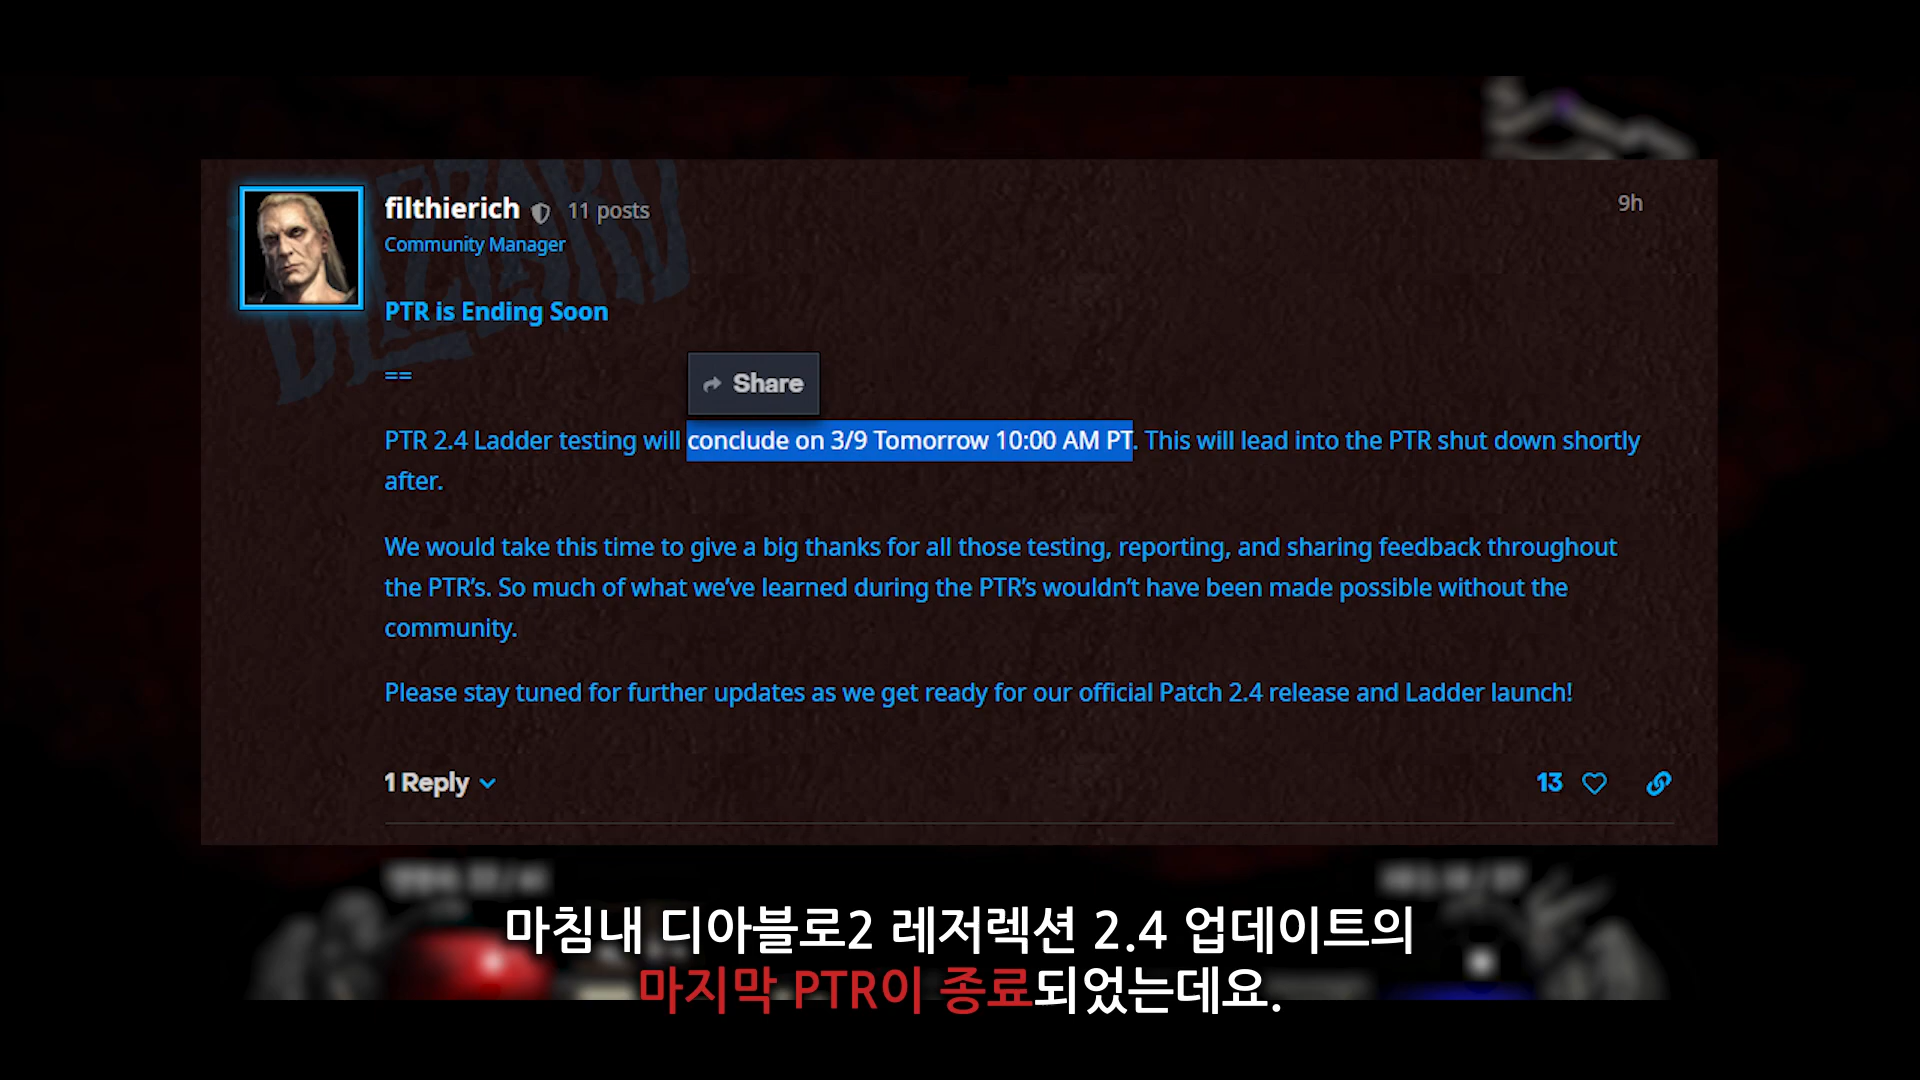 filthierich 11 posts
9h
Community Manager
PTR is Ending Soon
==
Share
PTR 2.4 Ladder testing will conclude on 3/9 Tomorrow 10:00 AM PT. This will lead into the PTR shut down shortly
after.
We would take this time to give a big thanks for all those testing, reporting, and sharing feedback throughout
the PTR’s. So much of what we’ve learned during the PTR’s wouldn’t have been made possible without the
community.
Please stay tuned for further updates as we get ready for our official Patch 2.4 release and Ladder launch!
1 Reply
13
마침내 디아블로2 레저렉션 2.4 업데이트의
마지막 PTR이 종료되었는데요.